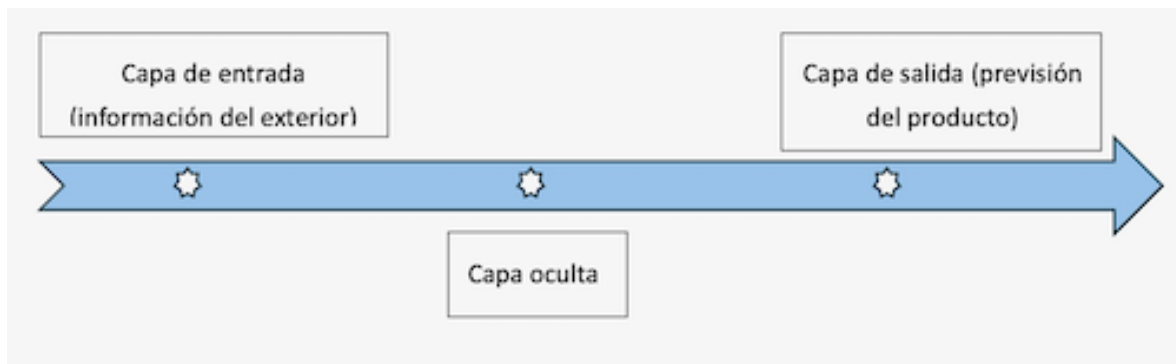 Capa de entrada
(información del exterior)
Capa de salida (previsión
del producto)
Capa oculta